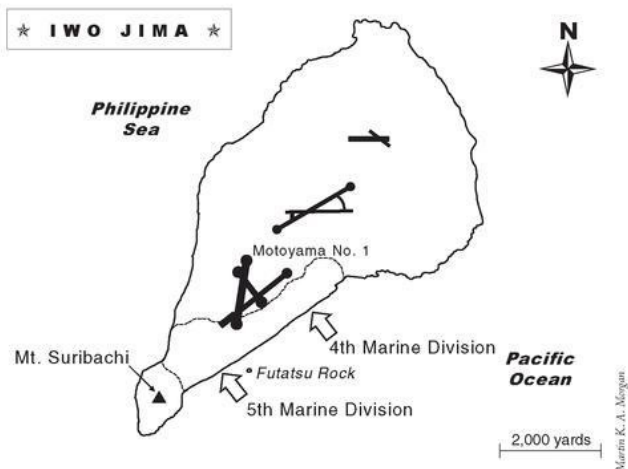 ★ IWO JIMA ★
N
Philippine
Sea
Motoyama No. 1
4th Marine Division
Mt. Suribachi
Futatsu Rock
Pacific
Ocean
5th Marine Division
2,000 yards
Martin K. A. Morgan